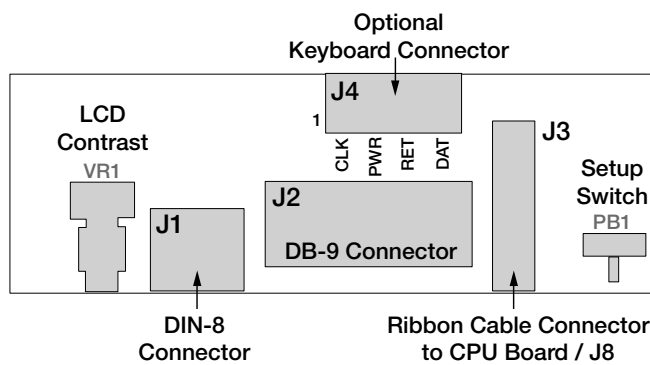 Optional
Keyboard Connector
J4
1
CLK
PWR
RET
DAT
LCD
Contrast
VR1
J3
Setup
Switch
PB1
J2
J1
DB-9 Connector
DIN-8
Connector
Ribbon Cable Connector
to CPU Board / J8